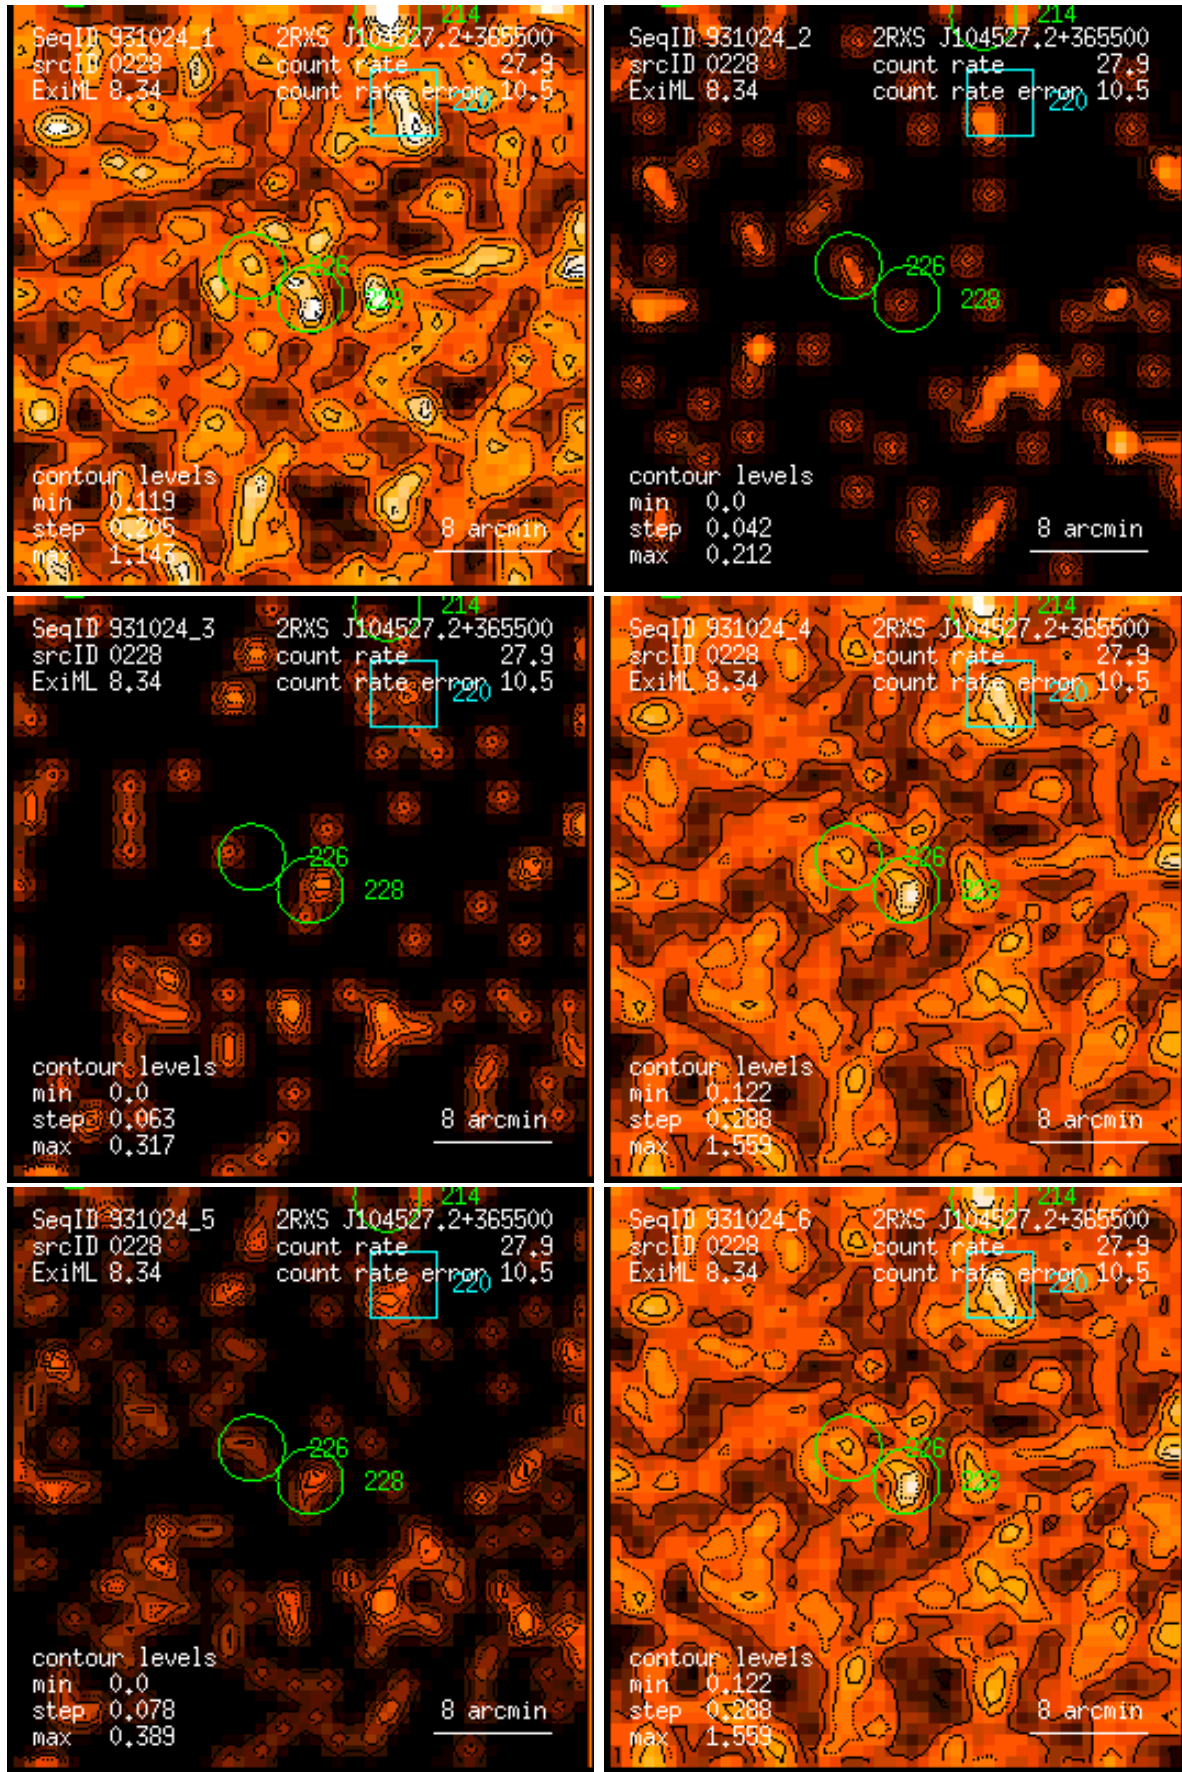 214
SeqID 931024_1 2RXS J104527.2+365500
srcID 0228 count rate 27.9
ExiML 8.34 count rate error 10.5
220
226
228
contour levels
min 0.119
step 0.205
max 1.143
8 arcmin
214
SeqID 931024_2 2RXS J104527.2+365500
srcID 0228 count rate 27.9
ExiML 8.34 count rate error 10.5
220
226
228
contour levels
min 0.0
step 0.042
max 0.212
8 arcmin
214
SeqID 931024_3 2RXS J104527.2+365500
srcID 0228 count rate 27.9
ExiML 8.34 count rate error 10.5
220
226
228
contour levels
min 0.0
step 0.063
max 0.317
8 arcmin
214
SeqID 931024_4 2RXS J104527.2+365500
srcID 0228 count rate 27.9
ExiML 8.34 count rate error 10.5
220
226
228
contour levels
min 0.122
step 0.288
max 1.559
8 arcmin
214
SeqID 931024_5 2RXS J104527.2+365500
srcID 0228 count rate 27.9
ExiML 8.34 count rate error 10.5
220
226
228
contour levels
min 0.0
step 0.078
max 0.389
8 arcmin
214
SeqID 931024_6 2RXS J104527.2+365500
srcID 0228 count rate 27.9
ExiML 8.34 count rate error 10.5
220
226
228
contour levels
min 0.122
step 0.288
max 1.559
8 arcmin